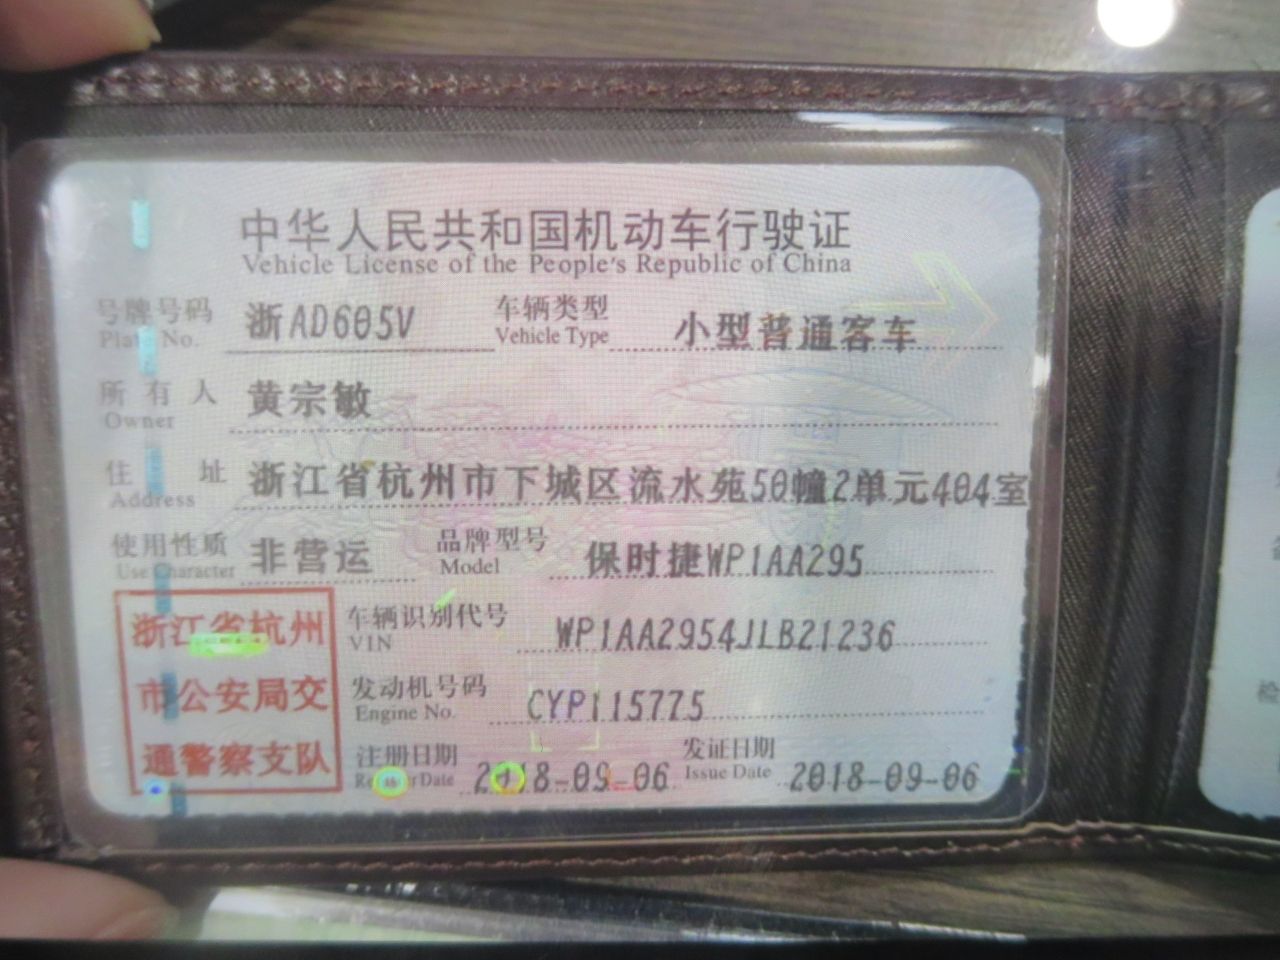 中华人民共和国机动车行驶证
Vehicle License of the People's Republic of China
号牌号码 浙AD605V 车辆类型 小型普通客车
Plate No. Vehicle Type
所有人 黄宗敏
Owner
住址 浙江省杭州市下城区流水苑50幢2单元404室
Address
使用性质 非营运 品牌型号 保时捷WP1AA295
Use Character Model
浙江省杭州 车辆识别代号 WP1AA2954JLB21236
VIN
市公安局交 发动机号码 CYP115775
Engine No.
通警察支队 注册日期 2018-09-06 发证日期 2018-09-06
Register Date Issue Date
检